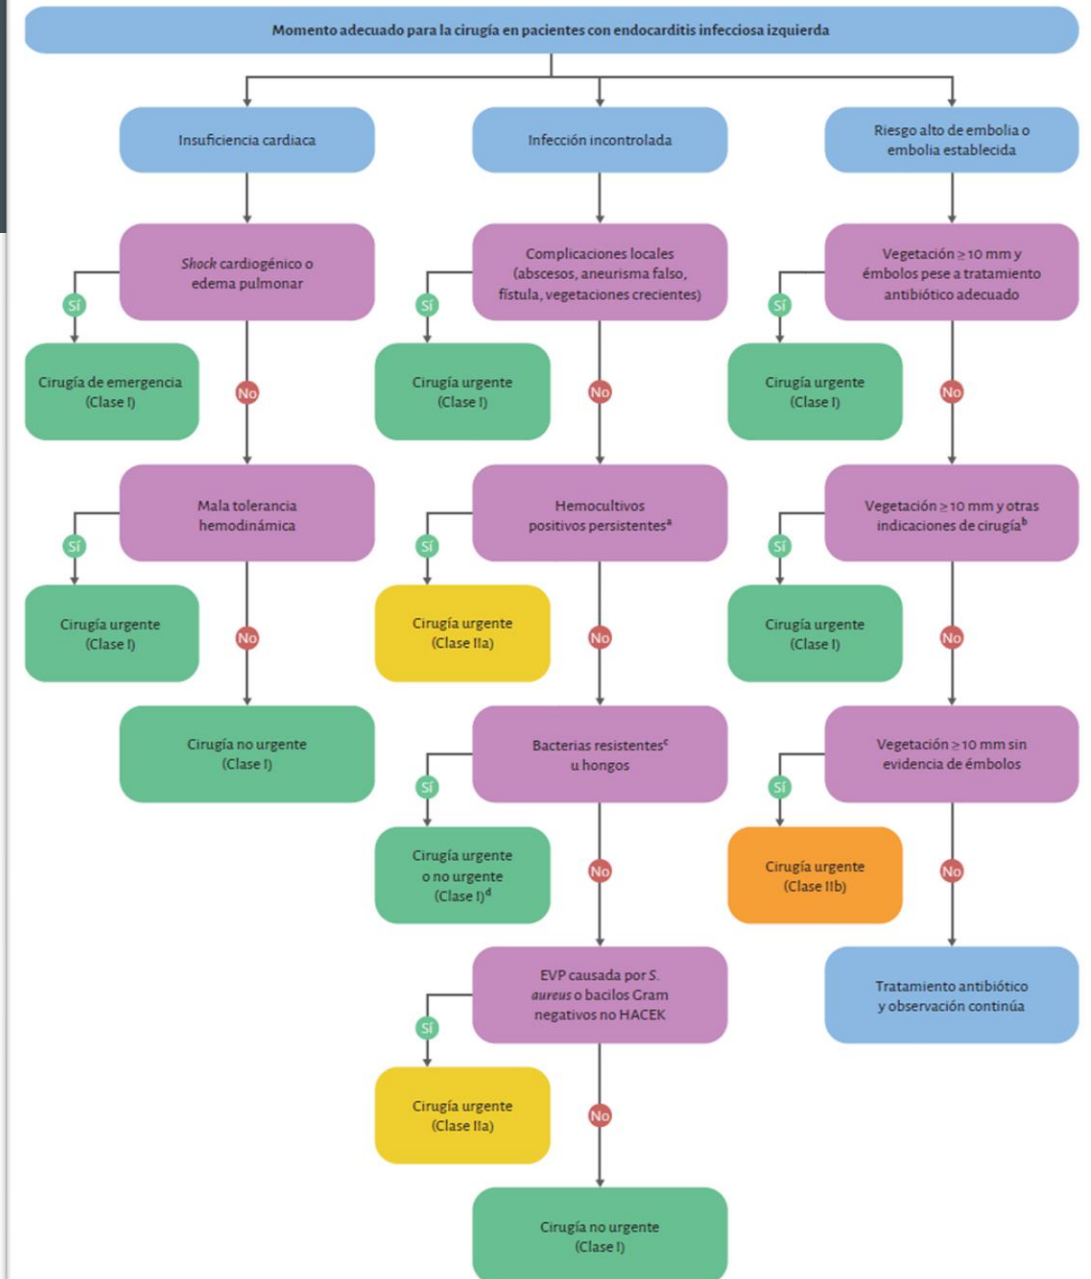 Momento adecuado para la cirugía en pacientes con endocarditis infecciosa izquierda
Insuficiencia cardiaca
Infección incontrolada
Riesgo alto de embolia o
embolia establecida
Shock cardiogénico o
edema pulmonar
Complicaciones locales
(abscesos, aneurisma falso,
fístula, vegetaciones crecientes)
Vegetación ≥ 10 mm y
émbolos pese a tratamiento
antibiótico adecuado
Sí
Sí
Sí
Cirugía de emergencia
(Clase I)
No
Cirugía urgente
(Clase I)
No
Cirugía urgente
(Clase I)
No
Mala tolerancia
hemodinámica
Hemocultivos
positivos persistentesᵃ
Vegetación ≥ 10 mm y otras
indicaciones de cirugíaᵇ
Sí
Sí
Sí
Cirugía urgente
(Clase I)
No
Cirugía urgente
(Clase IIa)
No
Cirugía urgente
(Clase I)
No
Cirugía no urgente
(Clase I)
Bacterias resistentesᶜ
u hongos
Vegetación ≥ 10 mm sin
evidencia de émbolos
Sí
Sí
Cirugía urgente
o no urgente
(Clase I)ᵈ
No
Cirugía urgente
(Clase IIb)
No
EVP causada por S.
aureus o bacilos Gram
negativos no HACEK
Tratamiento antibiótico
y observación continúa
Sí
Cirugía urgente
(Clase IIa)
No
Cirugía no urgente
(Clase I)